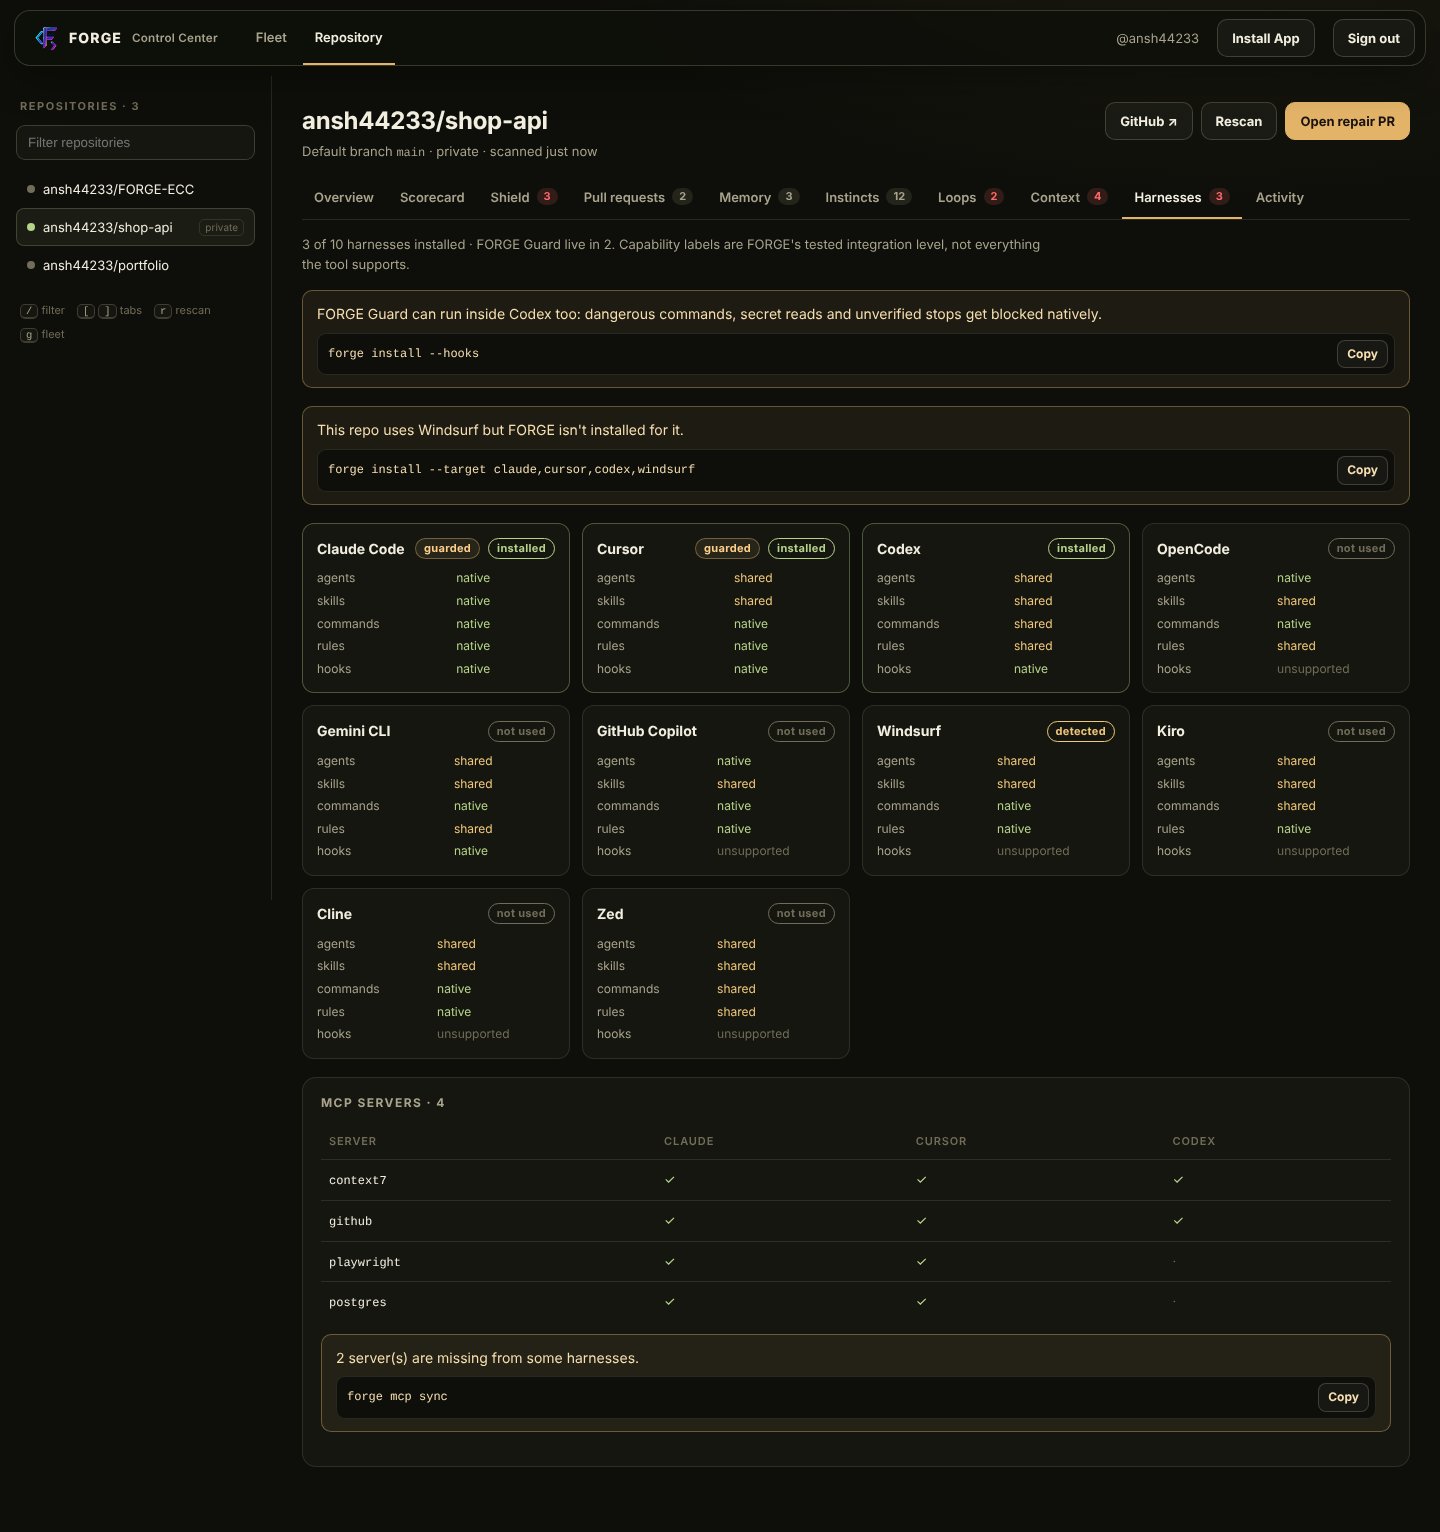 FORGE Control Center Fleet Repository @ansh44233 Install App Sign out
REPOSITORIES · 3
Filter repositories
ansh44233/FORGE-ECC
ansh44233/shop-api private
ansh44233/portfolio
/ filter [ ] tabs r rescan
g fleet
ansh44233/shop-api
GitHub ↗ Rescan Open repair PR
Default branch main · private · scanned just now
Overview Scorecard Shield 3 Pull requests 2 Memory 3 Instincts 12 Loops 2 Context 4 Harnesses 3 Activity
3 of 10 harnesses installed · FORGE Guard live in 2. Capability labels are FORGE's tested integration level, not everything
the tool supports.
FORGE Guard can run inside Codex too: dangerous commands, secret reads and unverified stops get blocked natively.
forge install --hooks Copy
This repo uses Windsurf but FORGE isn't installed for it.
forge install --target claude,cursor,codex,windsurf Copy
Claude Code guarded installed
agents native
skills native
commands native
rules native
hooks native
Cursor guarded installed
agents shared
skills shared
commands native
rules native
hooks native
Codex installed
agents shared
skills shared
commands shared
rules shared
hooks native
OpenCode not used
agents native
skills shared
commands native
rules shared
hooks unsupported
Gemini CLI not used
agents shared
skills shared
commands native
rules shared
hooks native
GitHub Copilot not used
agents native
skills shared
commands native
rules native
hooks unsupported
Windsurf detected
agents shared
skills shared
commands native
rules native
hooks unsupported
Kiro not used
agents shared
skills shared
commands shared
rules native
hooks unsupported
Cline not used
agents shared
skills shared
commands native
rules native
hooks unsupported
Zed not used
agents shared
skills shared
commands shared
rules shared
hooks unsupported
MCP SERVERS · 4
SERVER CLAUDE CURSOR CODEX
context7 ✓ ✓ ✓
github ✓ ✓ ✓
playwright ✓ ✓ ·
postgres ✓ ✓ ·
2 server(s) are missing from some harnesses.
forge mcp sync Copy